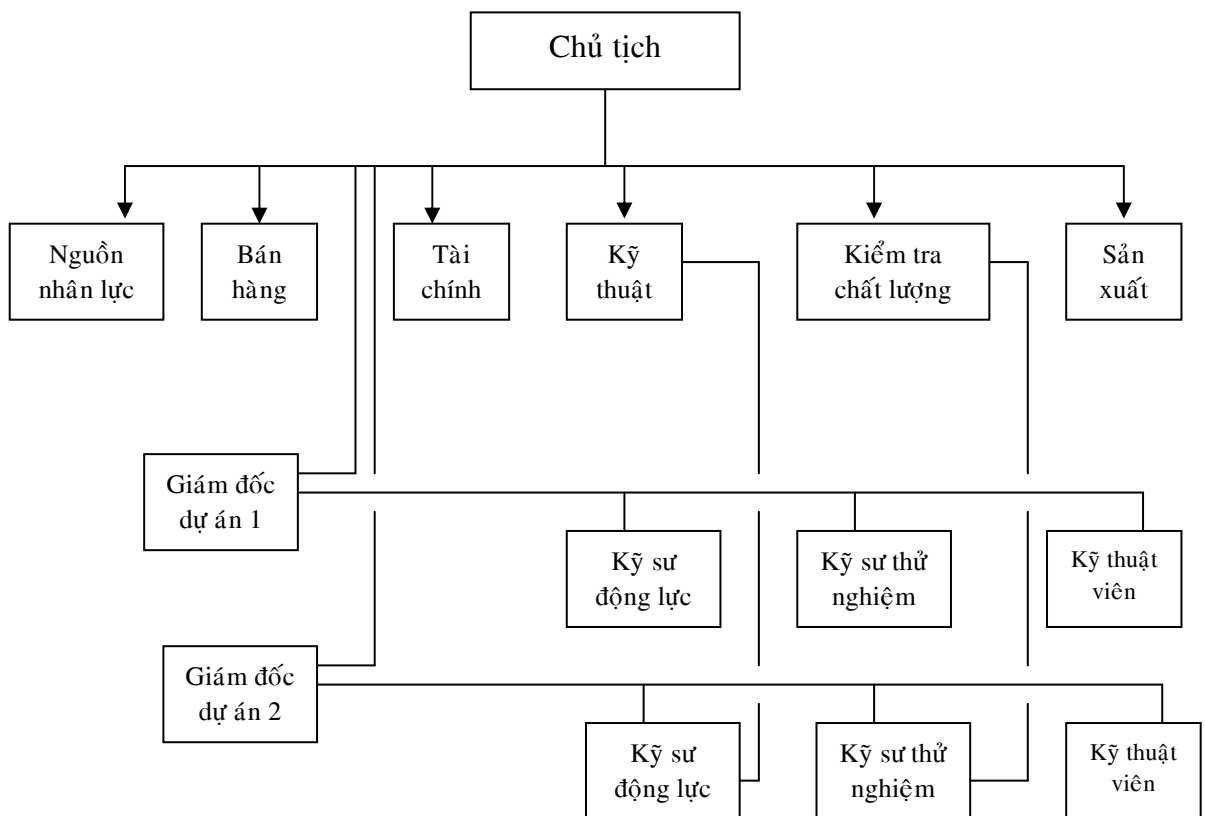 Chủ tịch
Nguồn
nhân lực
Bán
hàng
Tài
chính
Kỹ
thuật
Kiểm tra
chất lượng
Sản
xuất
Giám đốc
dự án 1
Kỹ sư
động lực
Kỹ sư thử
nghiệm
Kỹ thuật
viên
Giám đốc
dự án 2
Kỹ sư
động lực
Kỹ sư thử
nghiệm
Kỹ thuật
viên